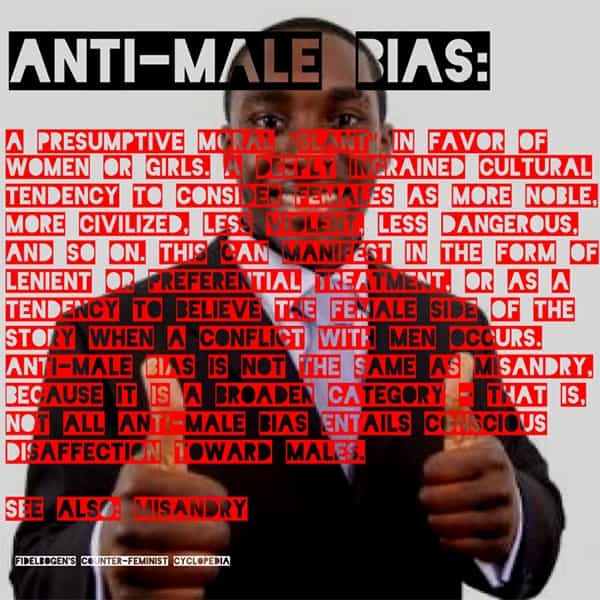 ANTI-MALE BIAS:
A PRESUMPTIVE MORAL "SLANT" IN FAVOR OF
WOMEN OR GIRLS. A DEEPLY INGRAINED CULTURAL
TENDENCY TO CONSIDER FEMALES AS MORE NOBLE,
MORE CIVILIZED, LESS VIOLENT, LESS DANGEROUS,
AND SO ON. THIS CAN MANIFEST IN THE FORM OF
LENIENT OR PREFERENTIAL TREATMENT, OR AS A
TENDENCY TO BELIEVE THE FEMALE SIDE OF THE
STORY WHEN A CONFLICT WITH MEN OCCURS.
ANTI-MALE BIAS IS NOT THE SAME AS MISANDRY,
BECAUSE IT IS A BROADER CATEGORY - THAT IS,
NOT ALL ANTI-MALE BIAS ENTAILS CONSCIOUS
DISAFFECTION TOWARD MALES.
SEE ALSO: MISANDRY
FIDELBOGEN'S COUNTER-FEMINIST CYCLOPEDIA